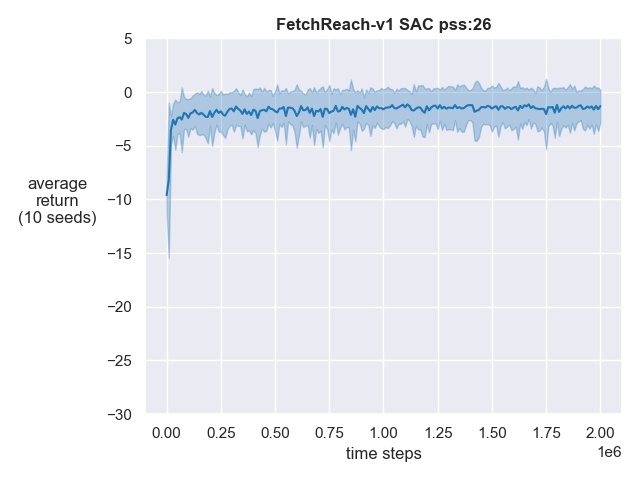 FetchReach-v1 SAC pss:26
5
0
−5
−10
−15
−20
−25
−30
average
return
(10 seeds)
0.00 0.25 0.50 0.75 1.00 1.25 1.50 1.75 2.00
time steps
1e6